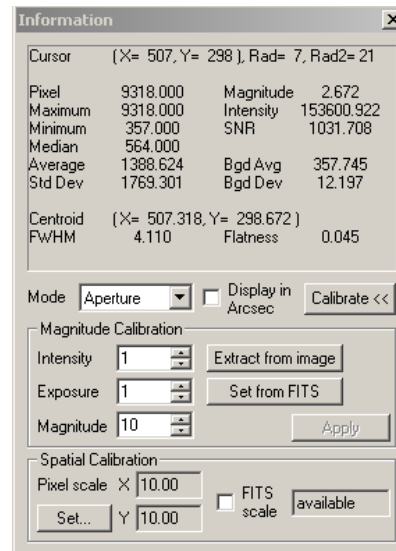 Information
Cursor (X= 507, Y= 298 ), Rad= 7, Rad2= 21
Pixel 9318.000 Magnitude 2.672
Maximum 9318.000 Intensity 153600.922
Minimum 357.000 SNR 1031.708
Median 564.000
Average 1388.624 Bgd Avg 357.745
Std Dev 1769.301 Bgd Dev 12.197
Centroid (X= 507.318, Y= 298.672 )
FWHM 4.110 Flatness 0.045
Mode Aperture Display in Arcsec Calibrate <<
Magnitude Calibration
Intensity 1 Extract from image
Exposure 1 Set from FITS
Magnitude 10 Apply
Spatial Calibration
Pixel scale X 10.00 FITS scale available
Set... Y 10.00